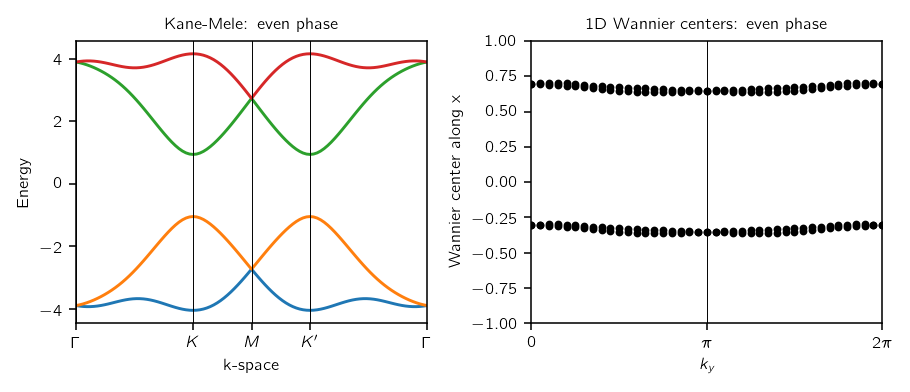 Kane-Mele: even phase
4
2
0
−2
−4
Energy
Γ
K
M
K′
Γ
k-space
1D Wannier centers: even phase
1.00
0.75
0.50
0.25
0.00
−0.25
−0.50
−0.75
−1.00
Wannier center along x
0
π
2π
k_y